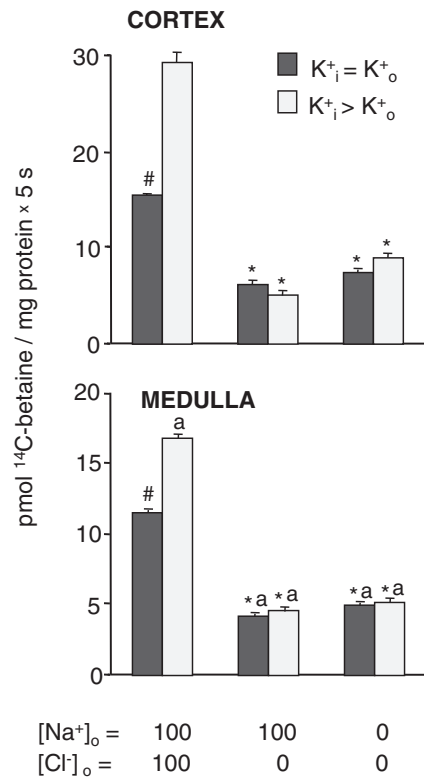 CORTEX
K⁺ᵢ = K⁺ₒ
K⁺ᵢ > K⁺ₒ
30
20
10
0
#
* *
* *
pmol ¹⁴C-betaine / mg protein × 5 s
MEDULLA
20
15
10
5
0
a
#
*a *a
*a *a
[Na⁺]ₒ = 100 100 0
[Cl⁻]ₒ = 100 0 0